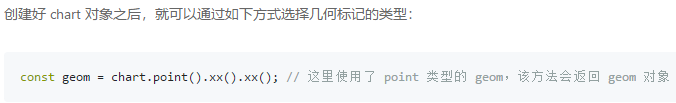 创建好 chart 对象之后，就可以通过如下方式选择几何标记的类型：
const geom = chart.point().xx().xx(); // 这里使用了 point 类型的 geom，该方法会返回 geom 对象